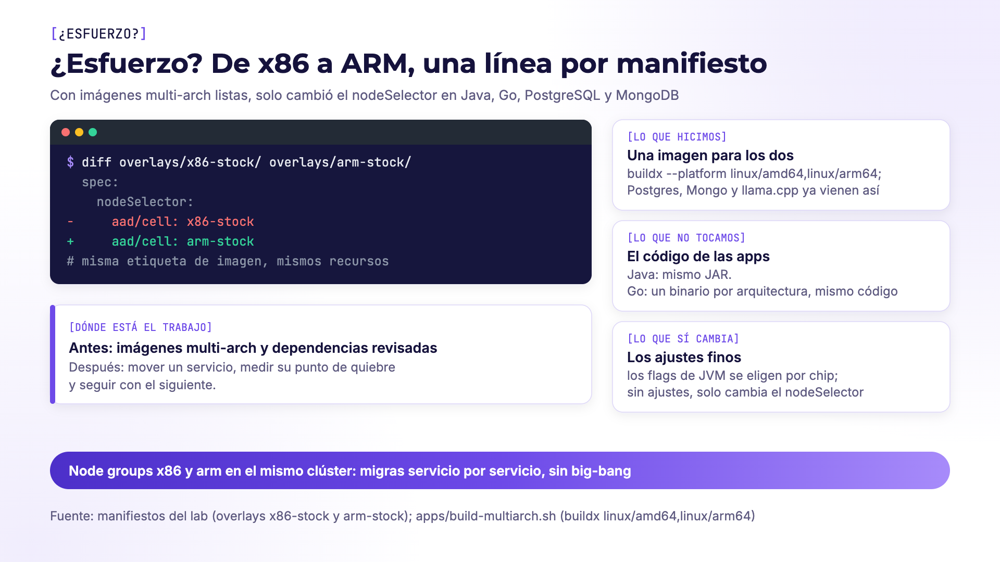 [¿ESFUERZO?]
¿Esfuerzo? De x86 a ARM, una línea por manifiesto
Con imágenes multi-arch listas, solo cambió el nodeSelector en Java, Go, PostgreSQL y MongoDB
$ diff overlays/x86-stock/ overlays/arm-stock/
spec:
nodeSelector:
- aad/cell: x86-stock
+ aad/cell: arm-stock
# misma etiqueta de imagen, mismos recursos
[DÓNDE ESTÁ EL TRABAJO]
Antes: imágenes multi-arch y dependencias revisadas
Después: mover un servicio, medir su punto de quiebre
y seguir con el siguiente.
[LO QUE HICIMOS]
Una imagen para los dos
buildx --platform linux/amd64,linux/arm64;
Postgres, Mongo y llama.cpp ya vienen así
[LO QUE NO TOCAMOS]
El código de las apps
Java: mismo JAR.
Go: un binario por arquitectura, mismo código
[LO QUE SÍ CAMBIA]
Los ajustes finos
los flags de JVM se eligen por chip;
sin ajustes, solo cambia el nodeSelector
Node groups x86 y arm en el mismo clúster: migras servicio por servicio, sin big-bang
Fuente: manifiestos del lab (overlays x86-stock y arm-stock); apps/build-multiarch.sh (buildx linux/amd64,linux/arm64)